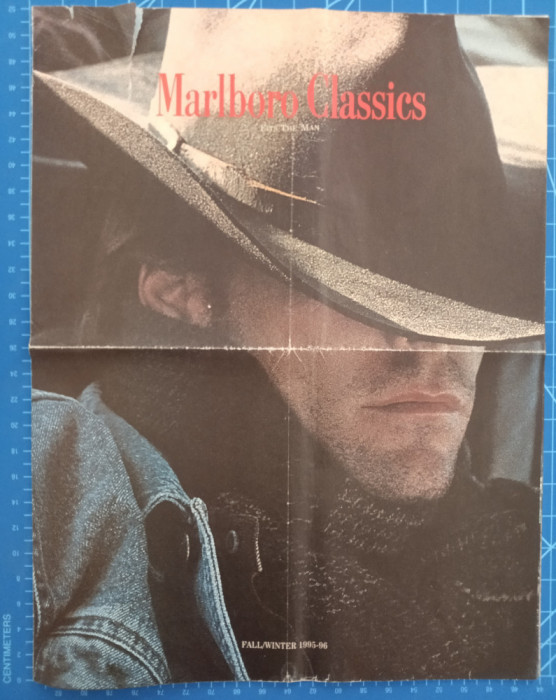 Marlboro Classics
FITS THE MAN
FALL/WINTER 1995-96
CENTIMETERS